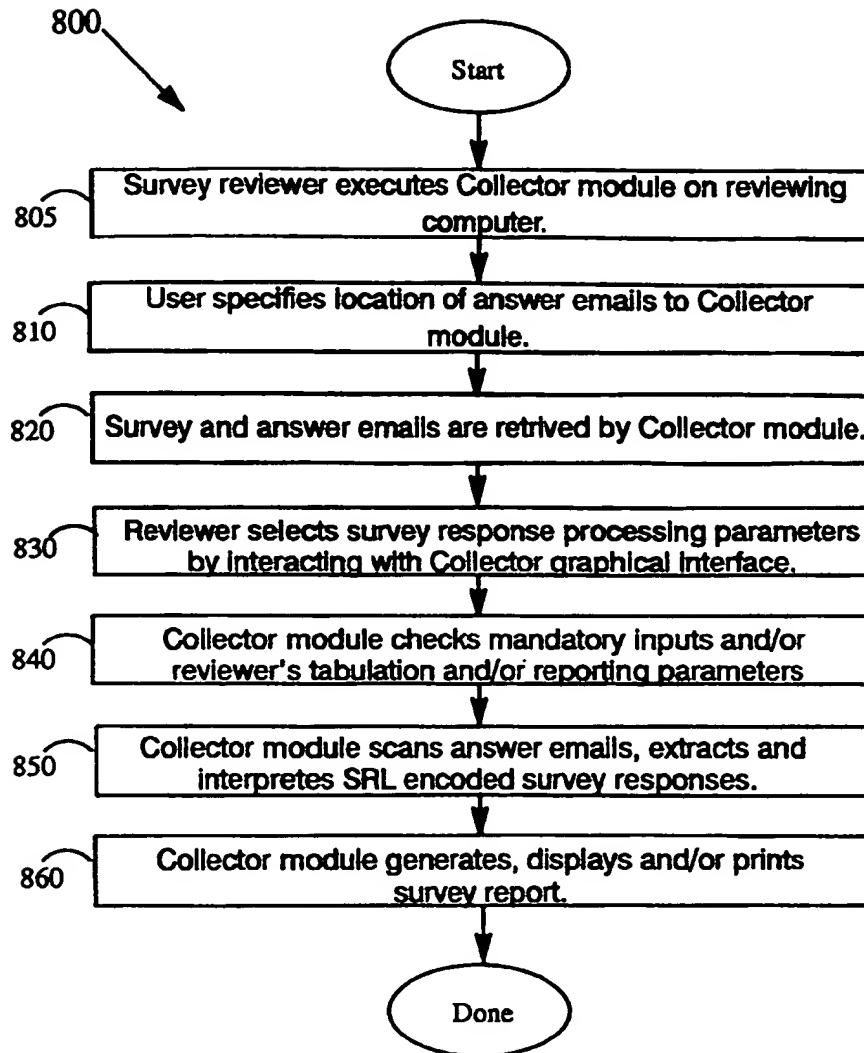 800
Start
Survey reviewer executes Collector module on reviewing
computer.
805
User specifies location of answer emails to Collector
module.
810
Survey and answer emails are retrived by Collector module.
820
Reviewer selects survey response processing parameters
by interacting with Collector graphical interface.
830
Collector module checks mandatory inputs and/or
reviewer's tabulation and/or reporting parameters
840
Collector module scans answer emails, extracts and
interpretes SRL encoded survey responses.
850
Collector module generates, displays and/or prints
survey report.
860
Done